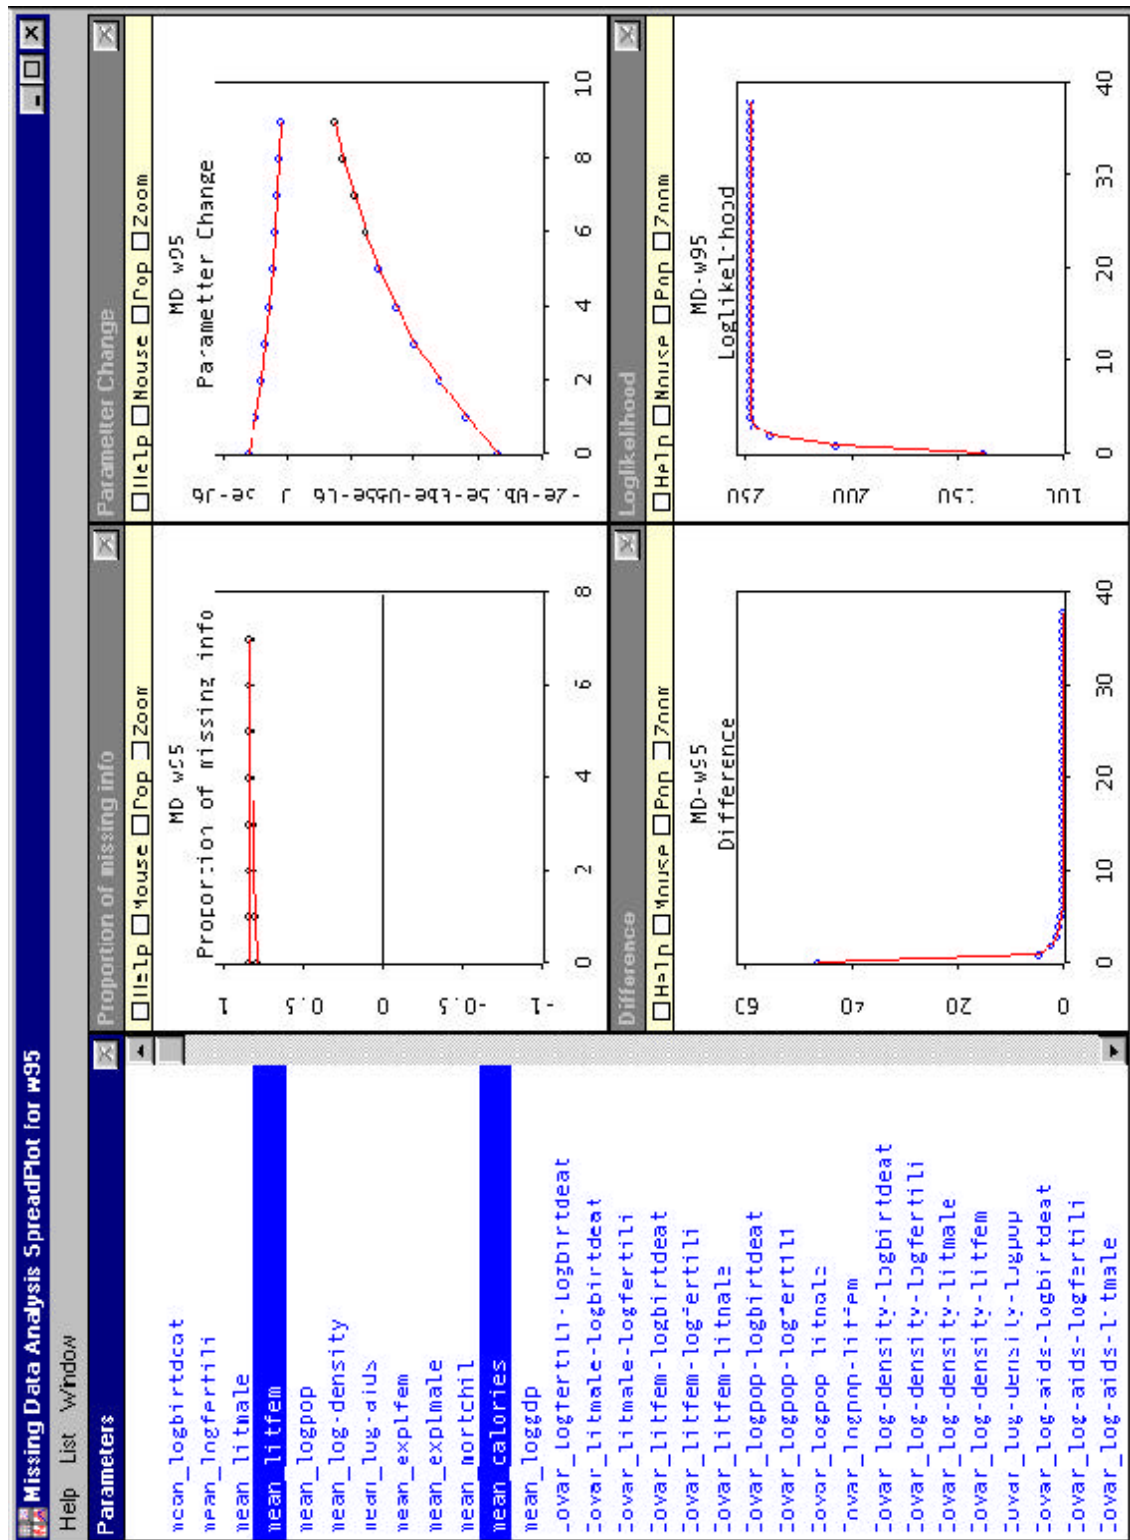 Missing Data Analysis SpreadPlot for w95
Help List Window
Parameters
mean_logbirtdeat
mean_logfertili
mean_litmale
mean_litfem
mean_logpop
mean_log-density
mean_log-aids
mean_explfem
mean_explmale
mean_mortchil
mean_calories
mean_loggdp
covar_logfertili-logbirtdeat
covar_litmale-logbirtdeat
covar_litmale-logfertili
covar_litfem-logbirtdeat
covar_litfem-logfertili
covar_litfem-litmale
covar_logpop-logbirtdeat
covar_logpop-logfertili
covar_logpop-litmale
covar_logpop-litfem
covar_log-density-logbirtdeat
covar_log-density-logfertili
covar_log-density-litmale
covar_log-density-litfem
covar_log-density-logpop
covar_log-aids-logbirtdeat
covar_log-aids-logfertili
covar_log-aids-litmale
Proportion of missing info
Help Mouse Pop Zoom
MD-w95
Proportion of missing info
1
0.5
0
-0.5
-1
0 2 4 6 8
Parameter Change
Help Mouse Pop Zoom
MD-w95
Parametter Change
0
0 2 4 6 8 10
Difference
Help Mouse Pop Zoom
MD-w95
Difference
40
20
0
0 10 20 30 40
Loglikelihood
Help Mouse Pop Zoom
MD-w95
Loglikelihood
250
200
150
100
0 10 20 30 40